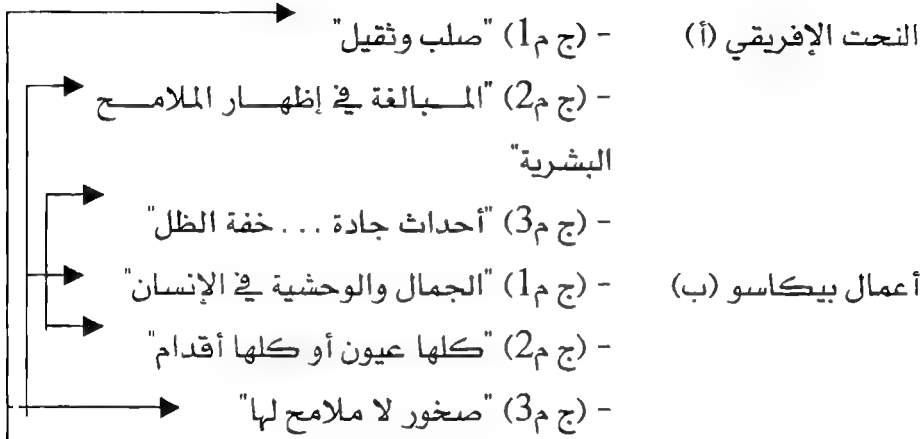 النحت الإفريقي (أ) - (ج م1) "صلب وثقيل"
- (ج م2) "المبالغة في إظهار الملامح
البشرية"
- (ج م3) "أحداث جادة ... خفة الظل"
أعمال بيكاسو (ب) - (ج م1) "الجمال والوحشية في الإنسان"
- (ج م2) "كلها عيون أو كلها أقدام"
- (ج م3) "صخور لا ملامح لها"